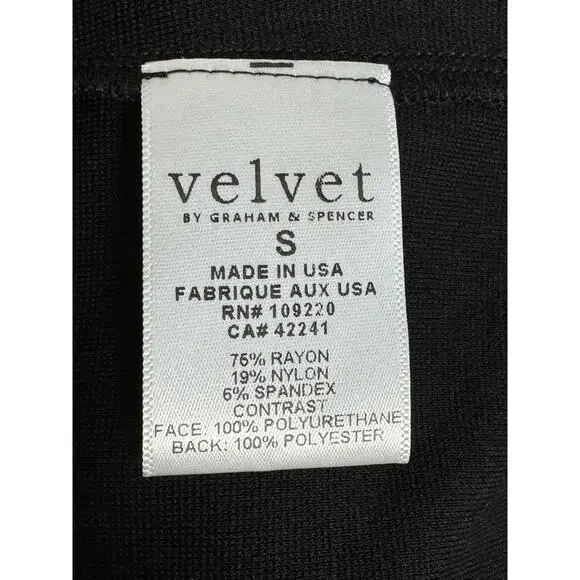 velvet
BY GRAHAM & SPENCER
S
MADE IN USA
FABRIQUE AUX USA
RN# 109220
CA# 42241
75% RAYON
19% NYLON
6% SPANDEX
CONTRAST
FACE: 100% POLYURETHANE
BACK: 100% POLYESTER